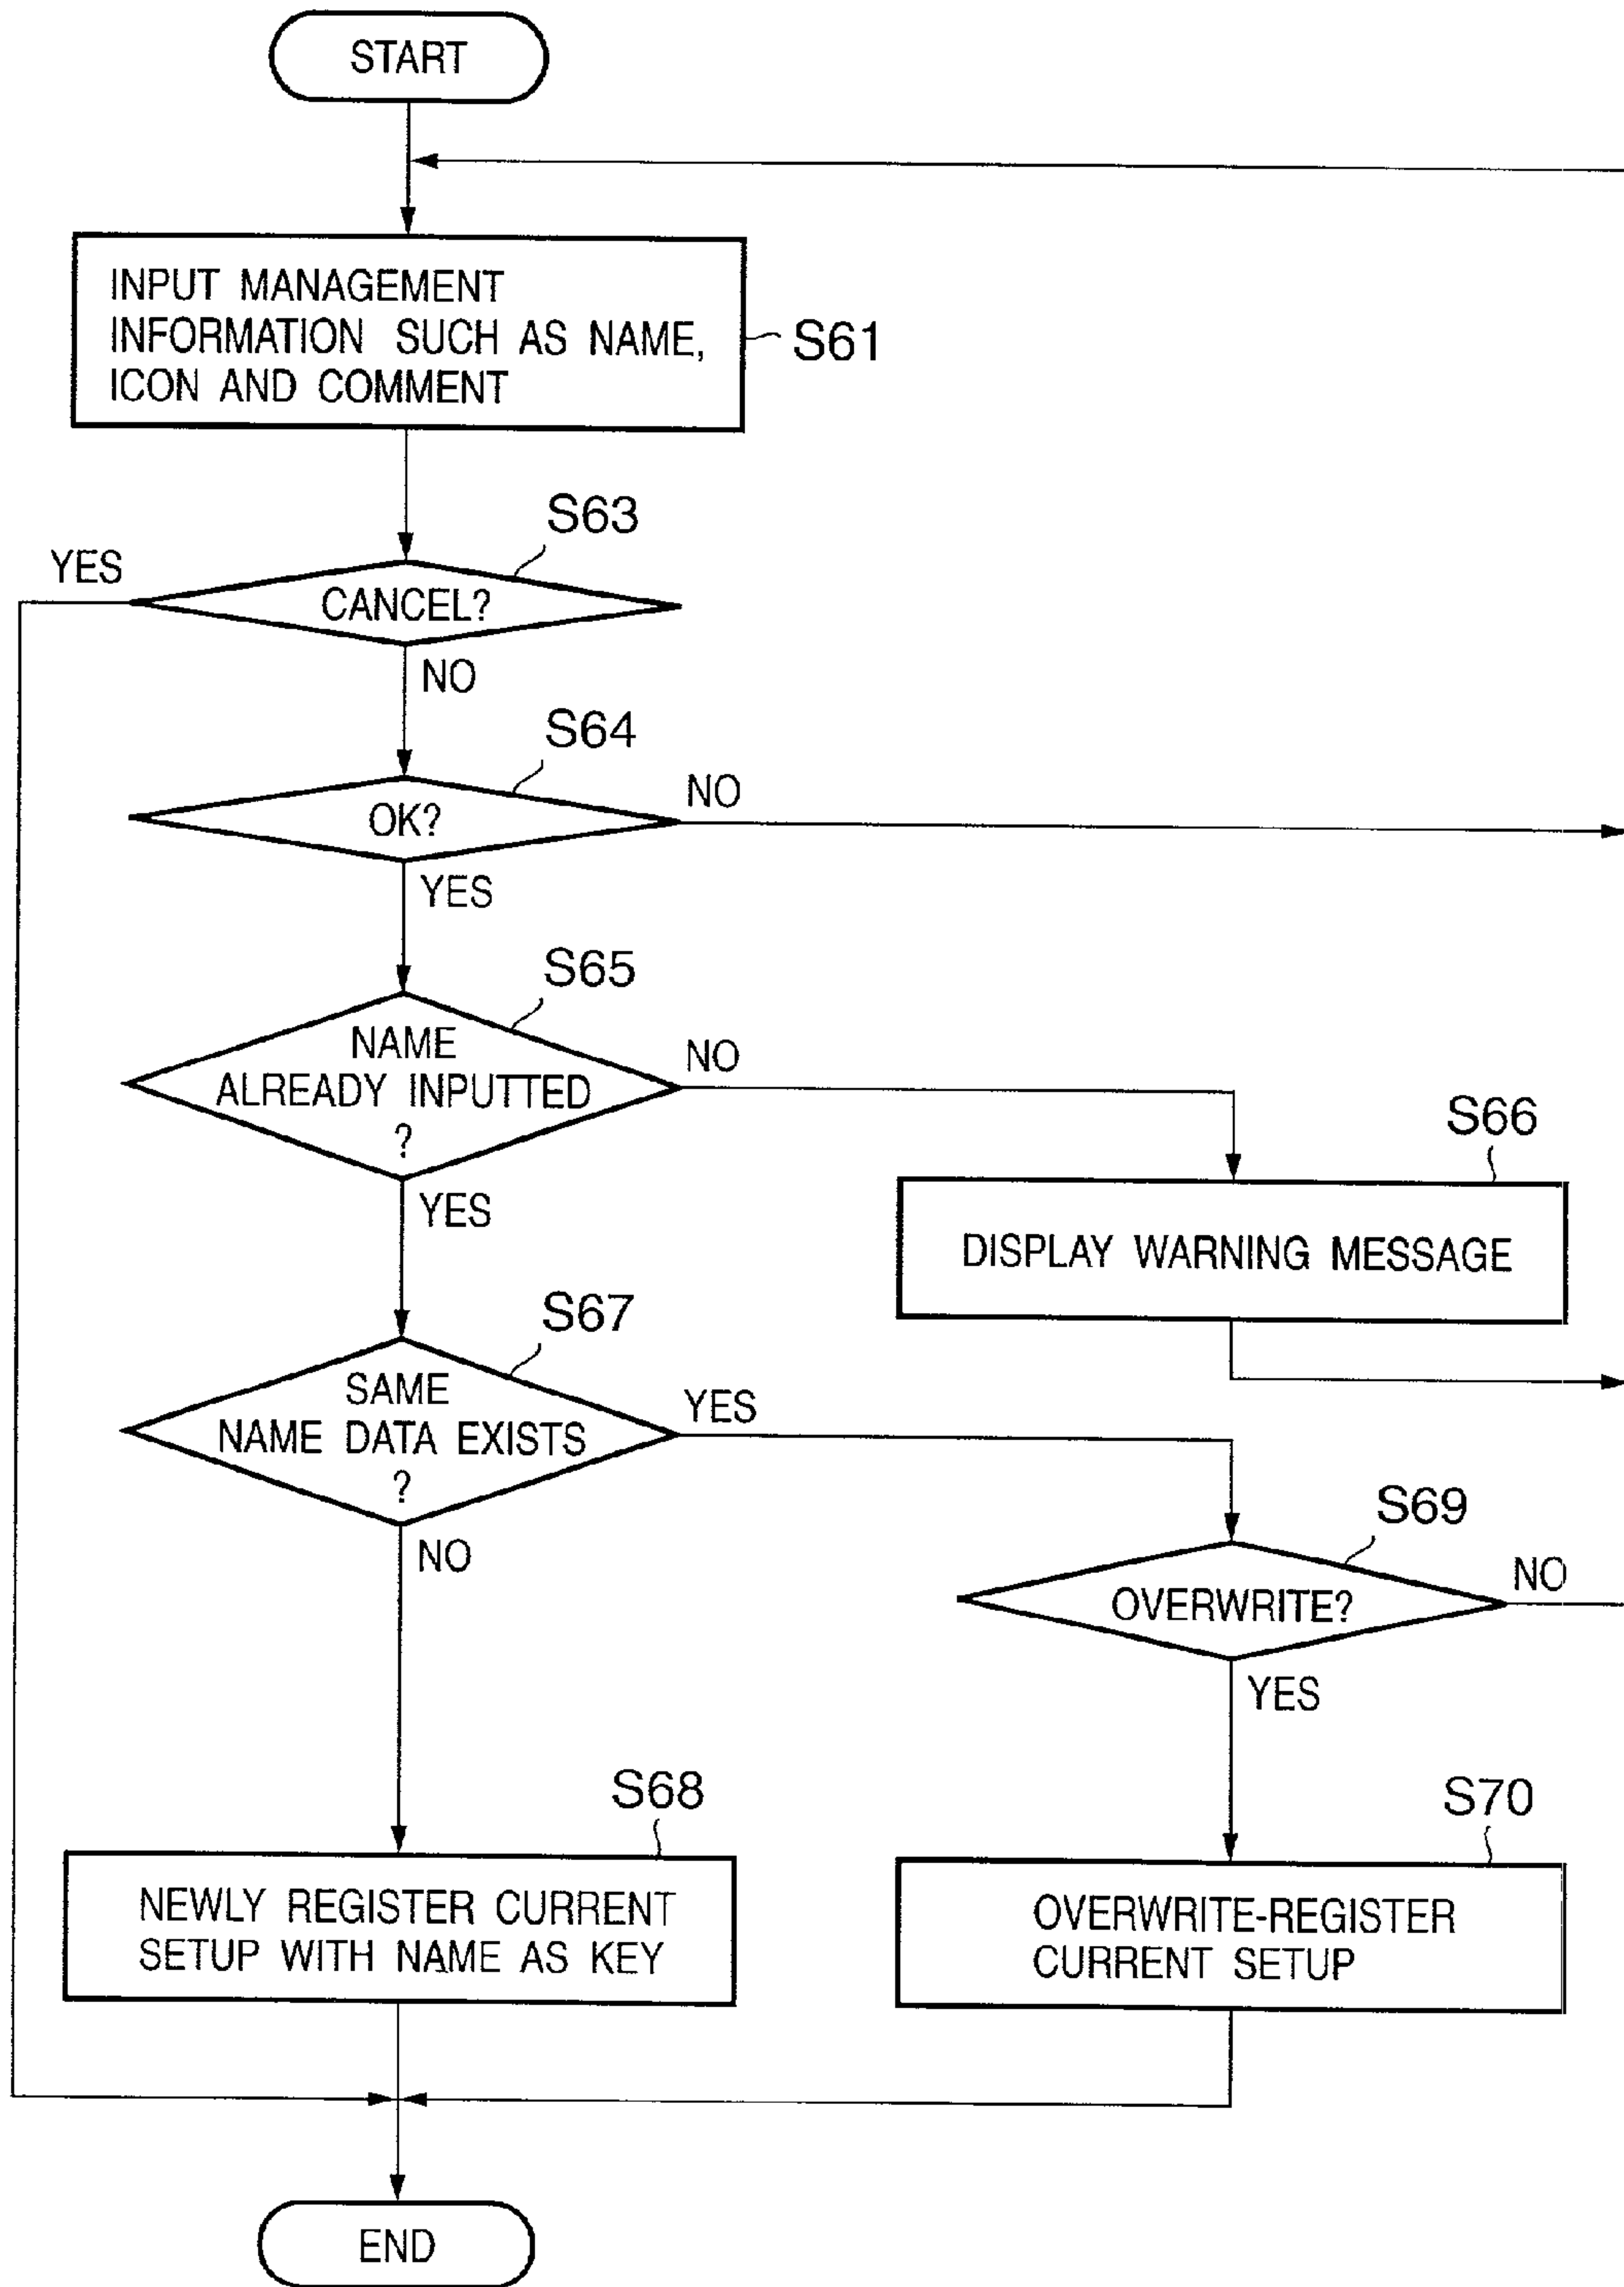 START
INPUT MANAGEMENT
INFORMATION SUCH AS NAME,
ICON AND COMMENT
S61
S63
YES
CANCEL?
NO
S64
OK?
NO
YES
S65
NAME
ALREADY INPUTTED
?
NO
YES
S66
DISPLAY WARNING MESSAGE
S67
SAME
NAME DATA EXISTS
?
YES
NO
S69
OVERWRITE?
NO
YES
S68
NEWLY REGISTER CURRENT
SETUP WITH NAME AS KEY
S70
OVERWRITE-REGISTER
CURRENT SETUP
END